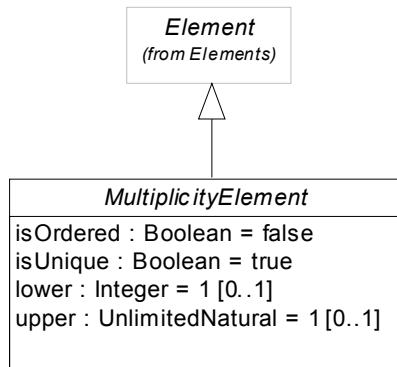 Element
(from Elements)
MultiplicityElement
isOrdered : Boolean = false
isUnique : Boolean = true
lower : Integer = 1 [0..1]
upper : UnlimitedNatural = 1 [0..1]